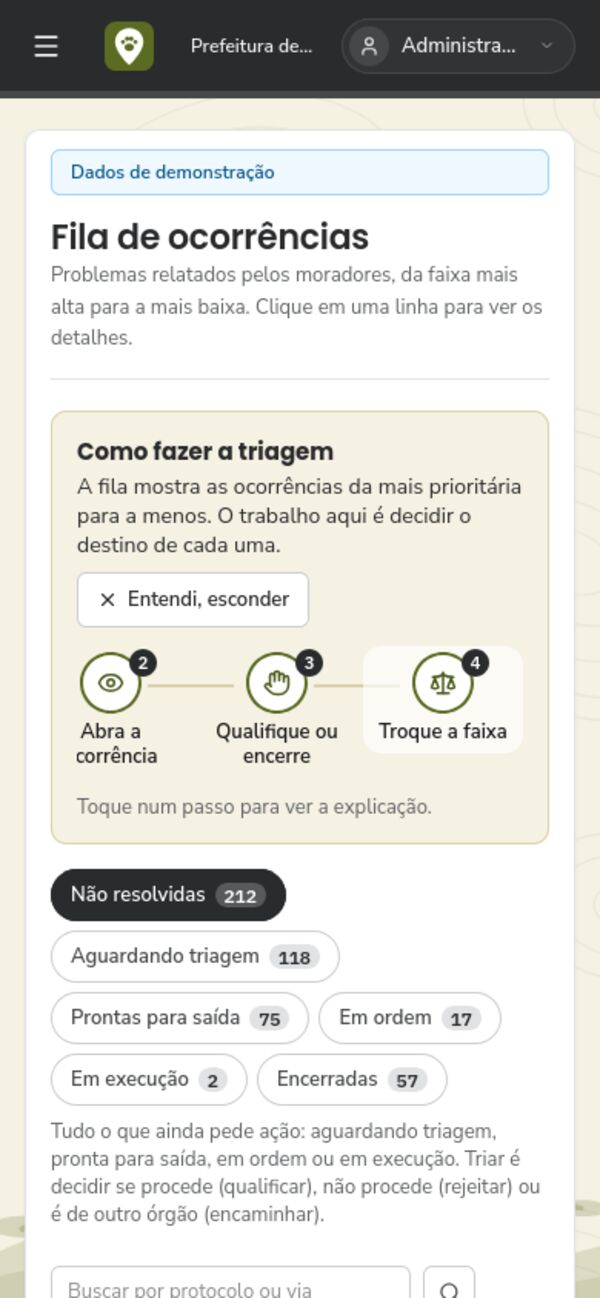 Prefeitura de...
Administra...
Dados de demonstração
Fila de ocorrências
Problemas relatados pelos moradores, da faixa mais
alta para a mais baixa. Clique em uma linha para ver os
detalhes.
Como fazer a triagem
A fila mostra as ocorrências da mais prioritária
para a menos. O trabalho aqui é decidir o
destino de cada uma.
Entendi, esconder
2
3
4
Abra a
corrência
Qualifique ou
encerre
Troque a faixa
Toque num passo para ver a explicação.
Não resolvidas 212
Aguardando triagem 118
Prontas para saída 75
Em ordem 17
Em execução 2
Encerradas 57
Tudo o que ainda pede ação: aguardando triagem,
pronta para saída, em ordem ou em execução. Triar é
decidir se procede (qualificar), não procede (rejeitar) ou
é de outro órgão (encaminhar).
Buscar por protocolo ou via